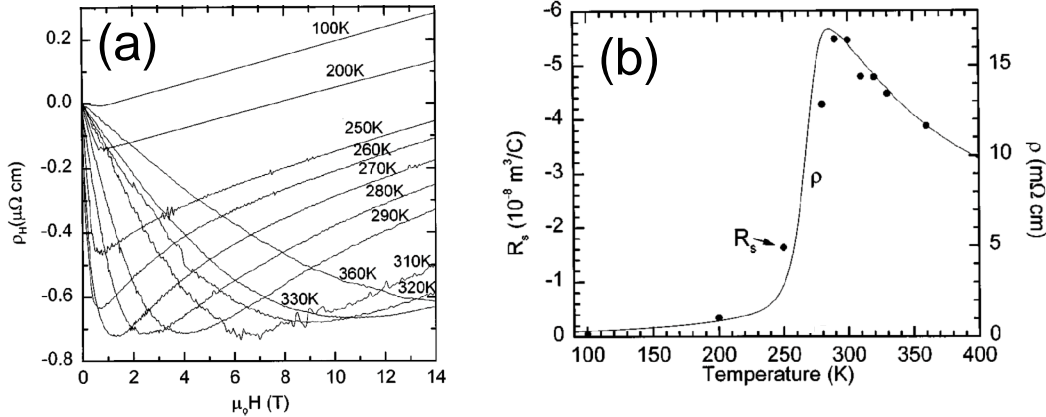 (a)
0.2
0.0
-0.2
-0.4
-0.6
-0.8
ρH(μΩ cm)
100K
200K
250K
260K
270K
280K
290K
310K
360K
320K
330K
0 2 4 6 8 10 12 14
μoH (T)
(b)
-6
-5
-4
-3
-2
-1
0
Rs (10-8 m3/C)
ρ
Rs
15
10
5
0
ρ (mΩ cm)
100 150 200 250 300 350 400
Temperature (K)